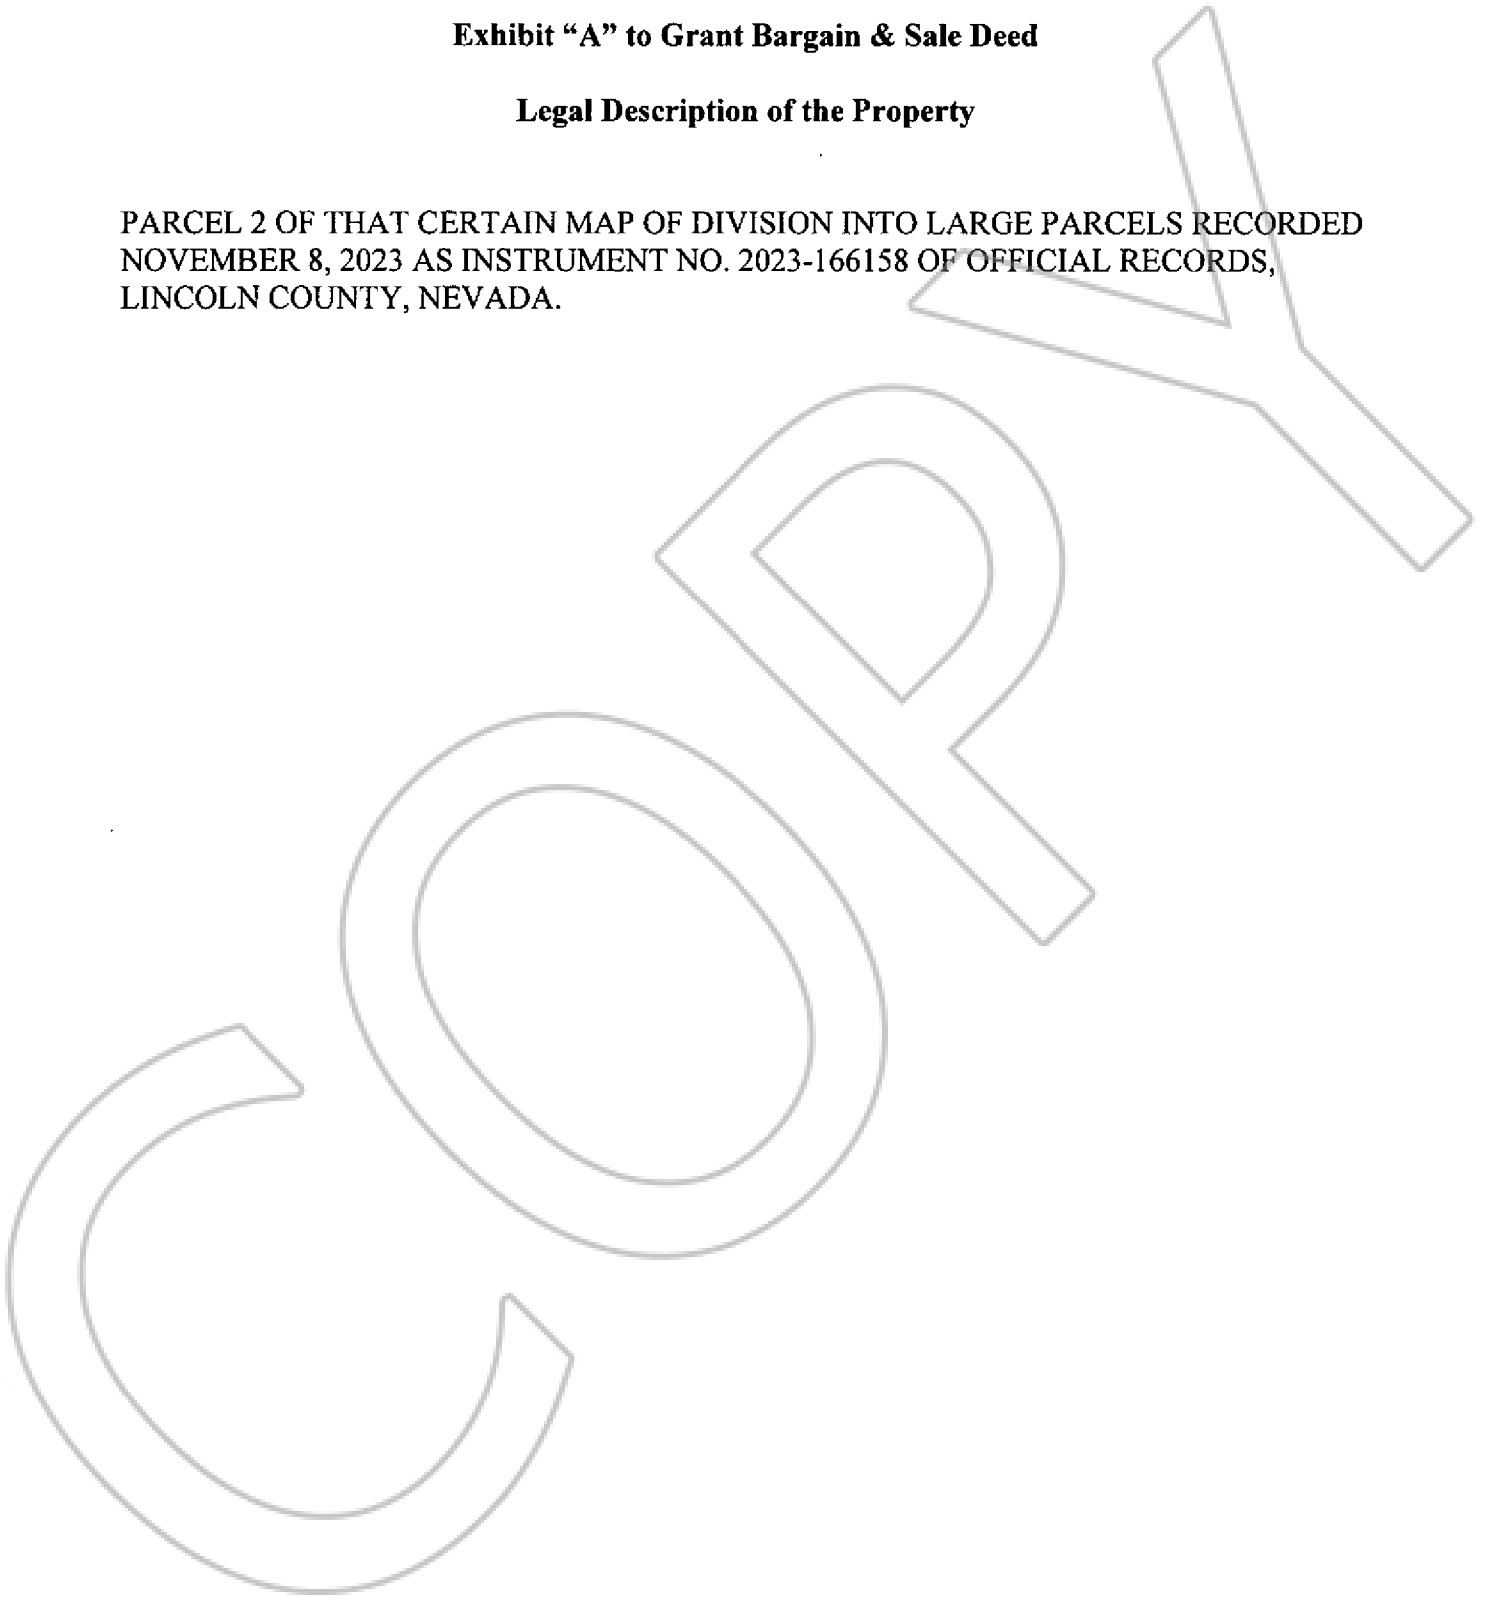 Exhibit “A” to Grant Bargain & Sale Deed
Legal Description of the Property
PARCEL 2 OF THAT CERTAIN MAP OF DIVISION INTO LARGE PARCELS RECORDED
NOVEMBER 8, 2023 AS INSTRUMENT NO. 2023-166158 OF OFFICIAL RECORDS,
LINCOLN COUNTY, NEVADA.
COPY